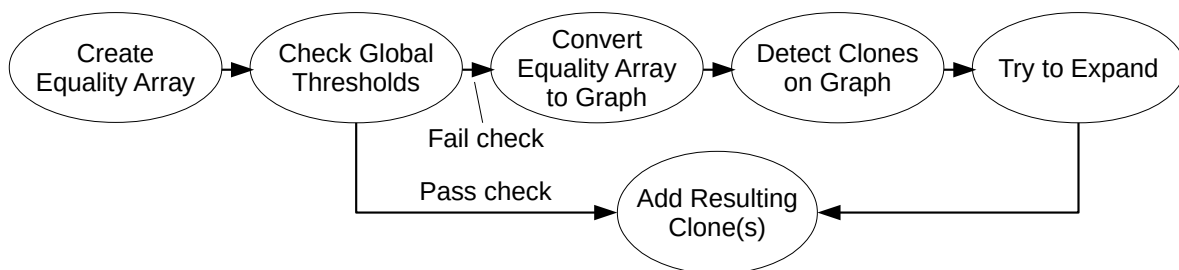 Create
Equality Array
Check Global
Thresholds
Convert
Equality Array
to Graph
Detect Clones
on Graph
Try to Expand
Fail check
Pass check
Add Resulting
Clone(s)